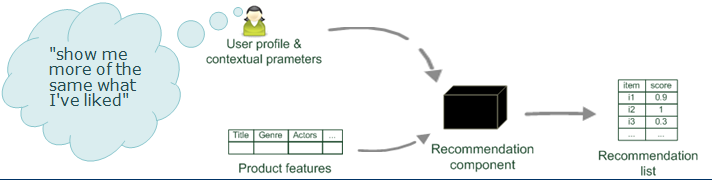 "show me
more of the
same what
I've liked"
User profile &
contextual prameters
Title Genre Actors ...
Product features
Recommendation
component
item score
i1 0.9
i2 1
i3 0.3
... ...
Recommendation
list